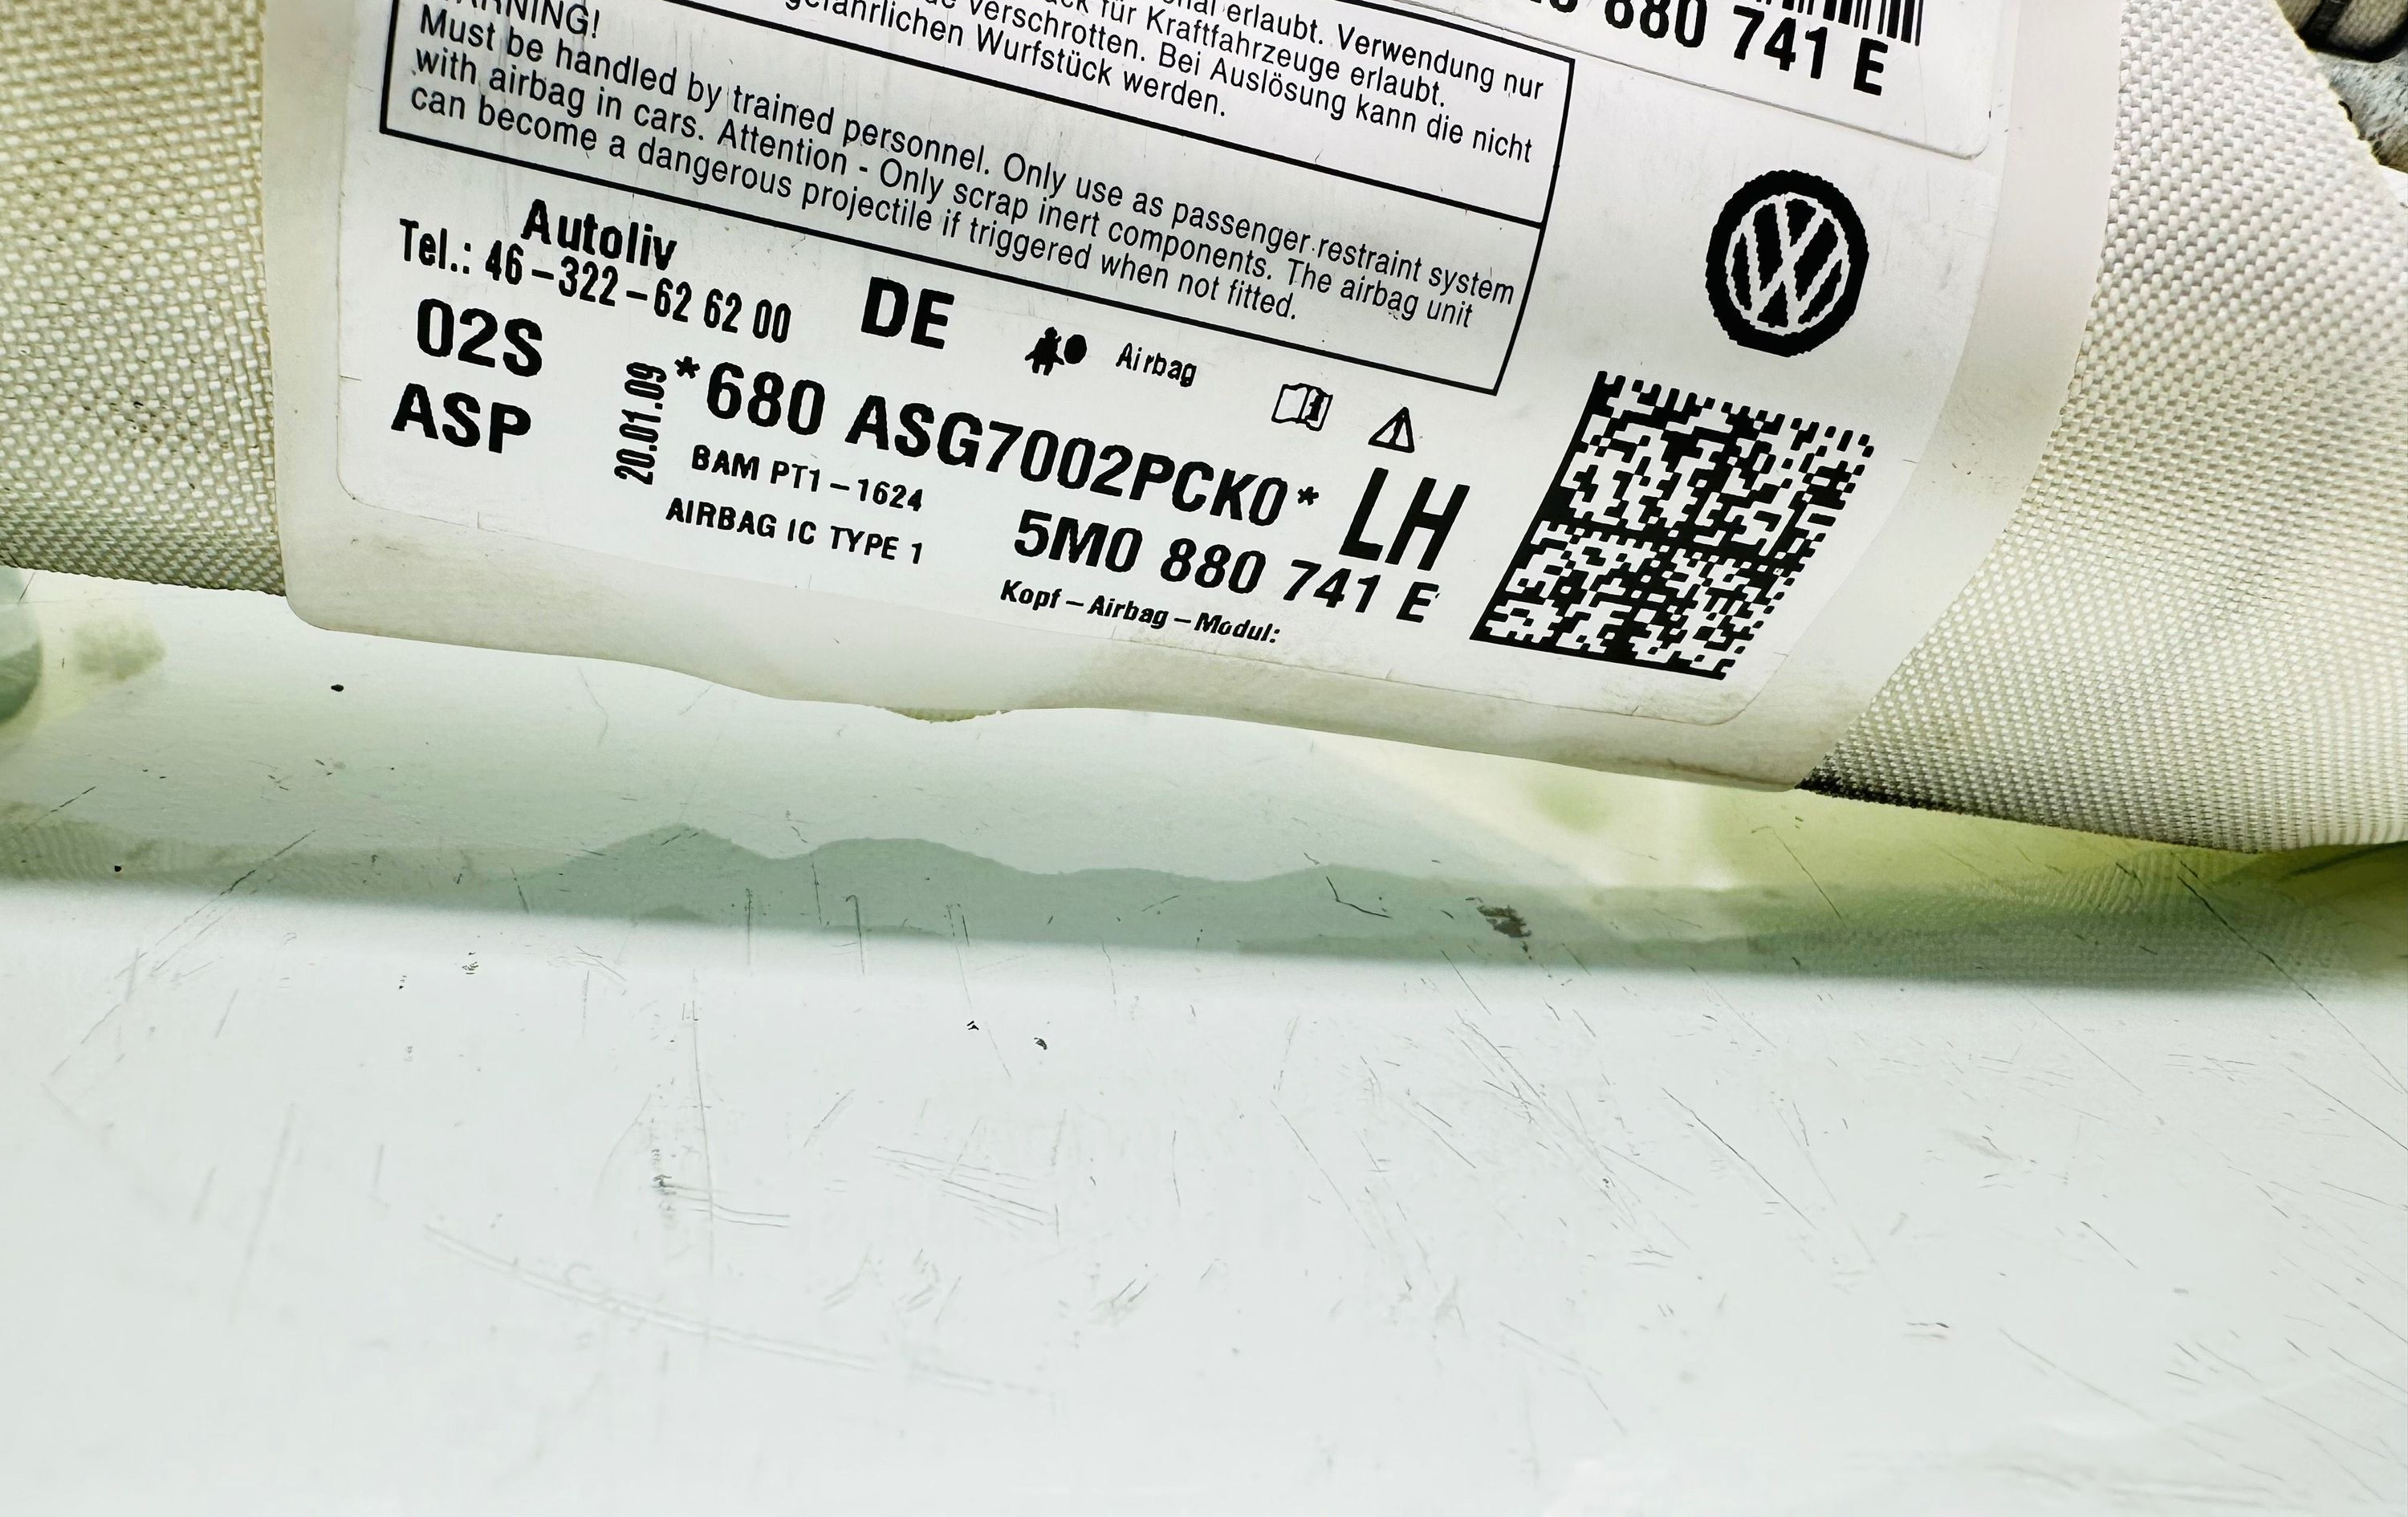 880 741 E
erlaubt. Verwendung nur
für Kraftfahrzeuge erlaubt.
Verschrotten. Bei Auslösung kann die nicht
gefährlichen Wurfstück werden.
WARNING!
Must be handled by trained personnel. Only use as passenger restraint system
with airbag in cars. Attention - Only scrap inert components. The airbag unit
can become a dangerous projectile if triggered when not fitted.
Autoliv
Tel.: 46-322-62 62 00
DE
Airbag
02S
ASP
20.01.09
*680 ASG7002PCK0*
LH
BAM PT1-1624
AIRBAG IC TYPE 1
5M0 880 741 E
Kopf-Airbag-Modul: